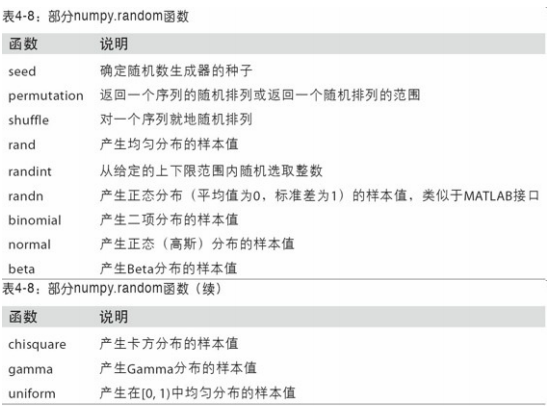 表4-8：部分numpy.random函数
函数 说明
seed 确定随机数生成器的种子
permutation 返回一个序列的随机排列或返回一个随机排列的范围
shuffle 对一个序列就地随机排列
rand 产生均匀分布的样本值
randint 从给定的上下限范围内随机选取整数
randn 产生正态分布（平均值为0，标准差为1）的样本值，类似于MATLAB接口
binomial 产生二项分布的样本值
normal 产生正态（高斯）分布的样本值
beta 产生Beta分布的样本值
表4-8：部分numpy.random函数（续）
函数 说明
chisquare 产生卡方分布的样本值
gamma 产生Gamma分布的样本值
uniform 产生在[0, 1)中均匀分布的样本值